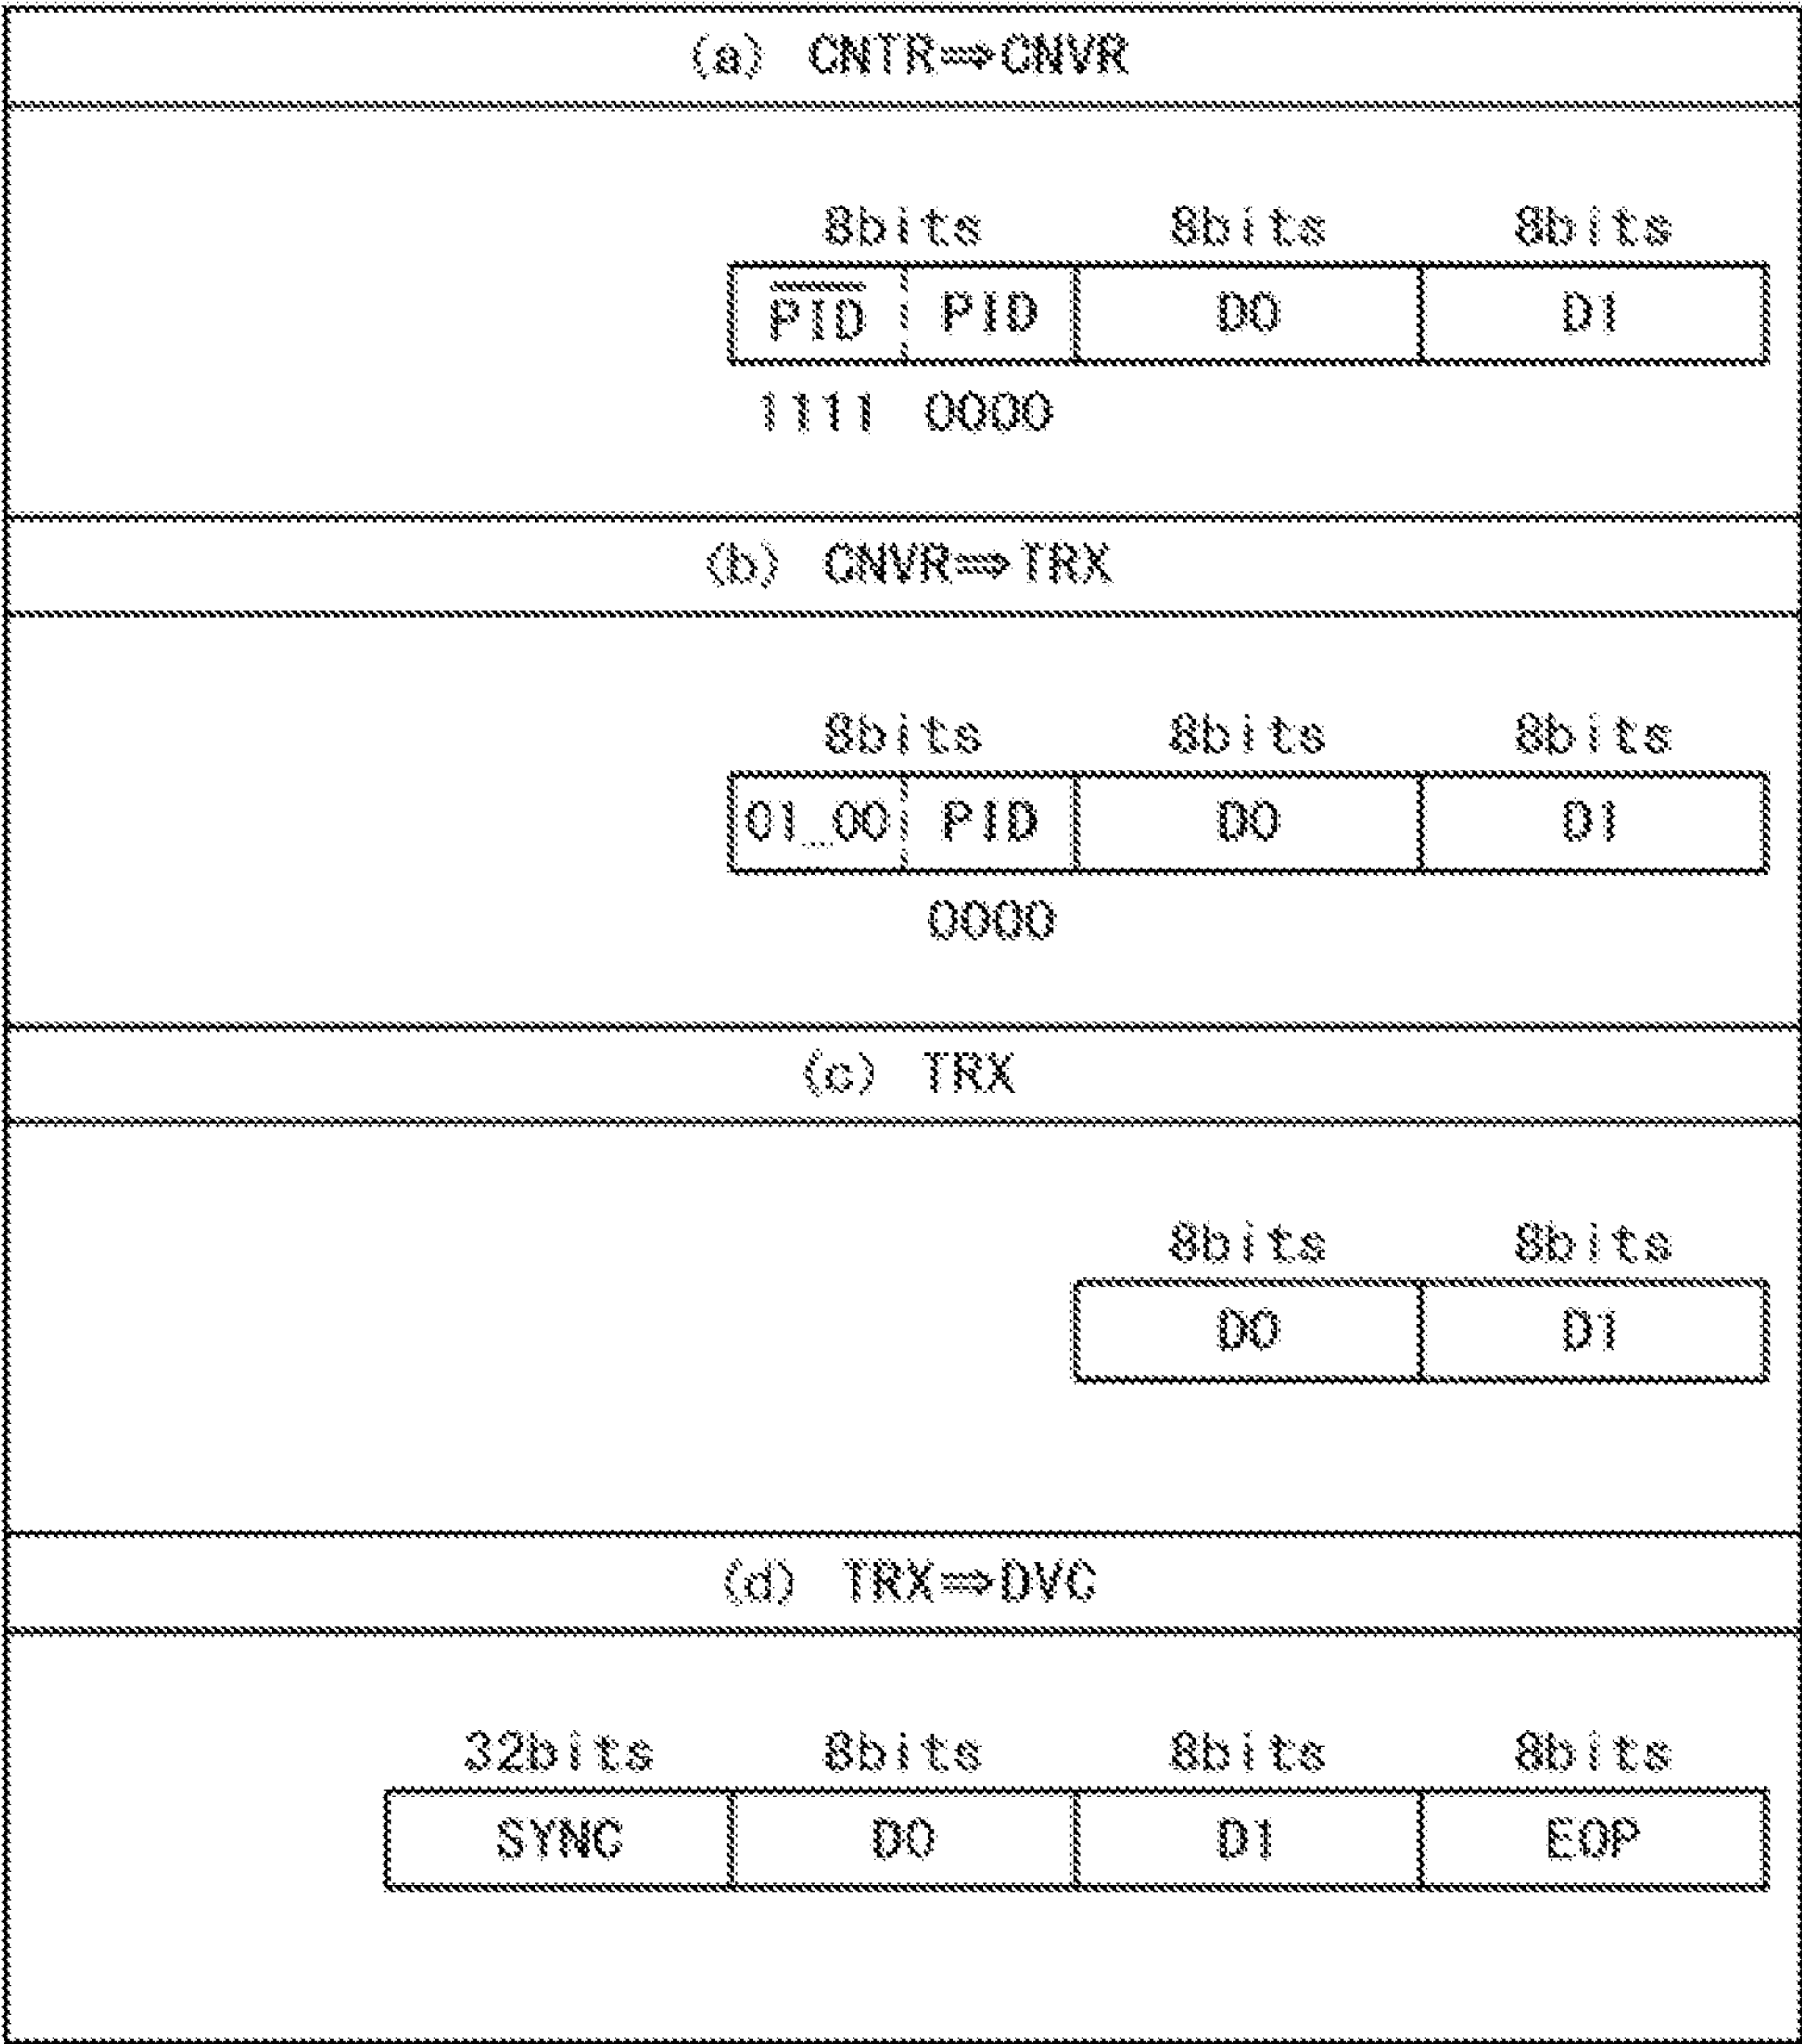 (a) CNTR⇒CNVR
8bits 8bits 8bits
P̅I̅D̅ PID D0 D1
1111 0000
(b) CNVR⇒TRX
8bits 8bits 8bits
01_00 PID D0 D1
0000
(c) TRX
8bits 8bits
D0 D1
(d) TRX⇒DVC
32bits 8bits 8bits 8bits
SYNC D0 D1 EOP